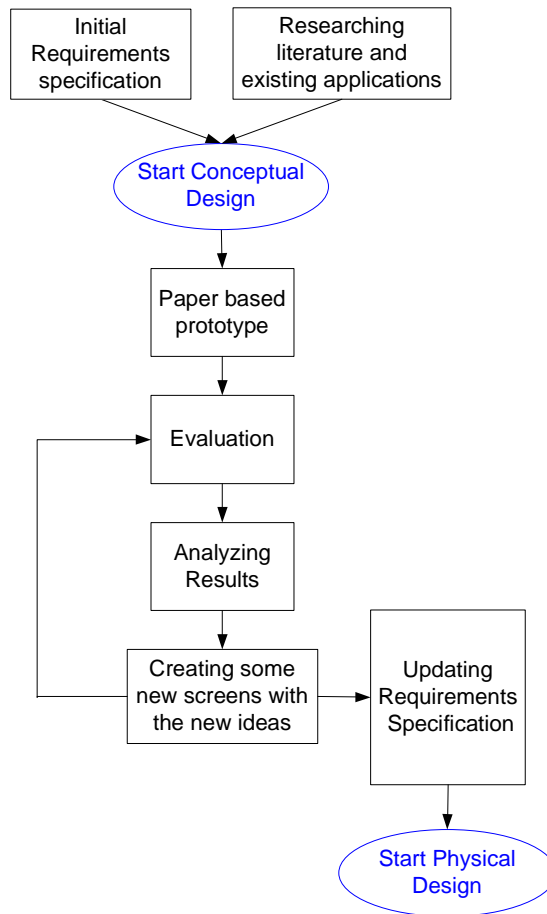 Initial
Requirements
specification
Researching
literature and
existing applications
Start Conceptual
Design
Paper based
prototype
Evaluation
Analyzing
Results
Creating some
new screens with
the new ideas
Updating
Requirements
Specification
Start Physical
Design